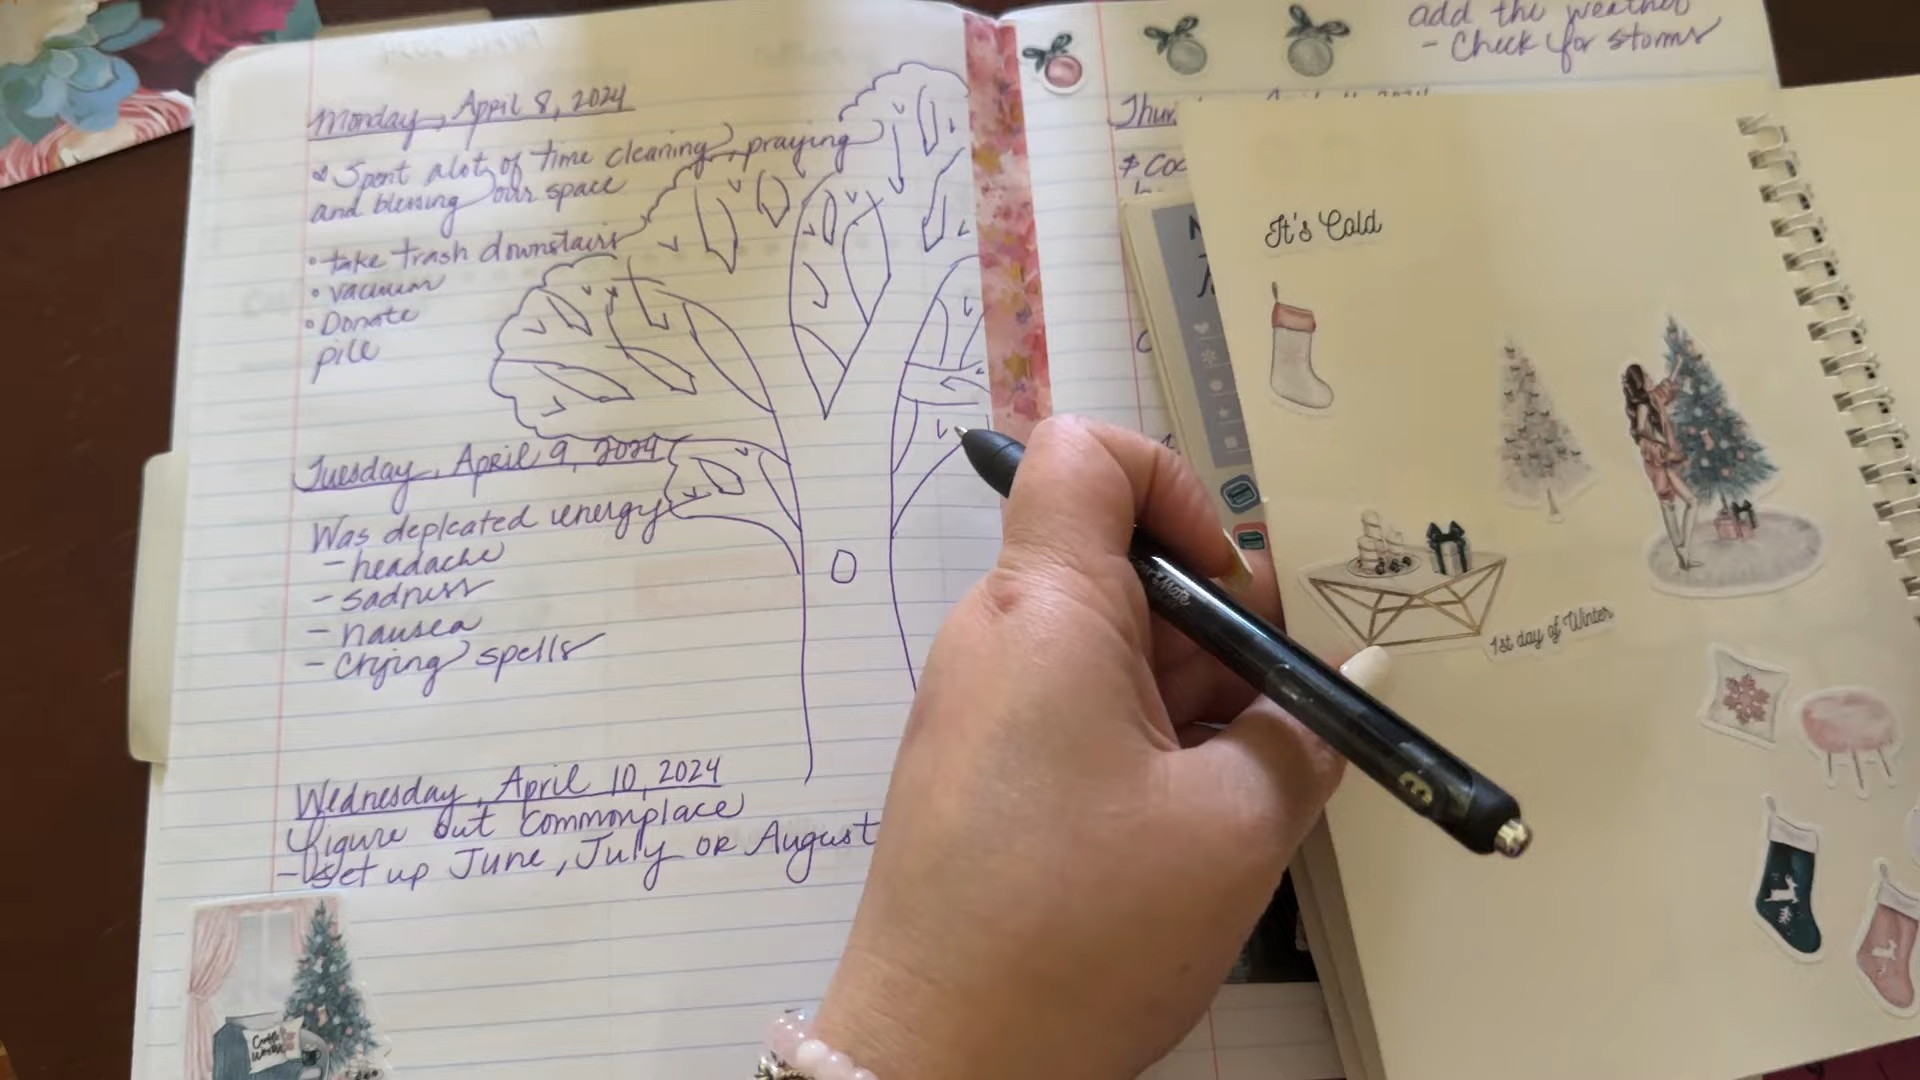 Monday, April 8, 2024
Spent alot of time cleaning, praying
and blessing our space
• take trash downstairs
• vacuum
• Donate
pile
Tuesday, April 9, 2024
Was depleated energy
- headache
- sadness
- nausea
- Crying spells
Wednesday, April 10, 2024
figure out Commonplace
- set up June, July or August
add the weather
- Check for storms
It's Cold
1st day of Winter